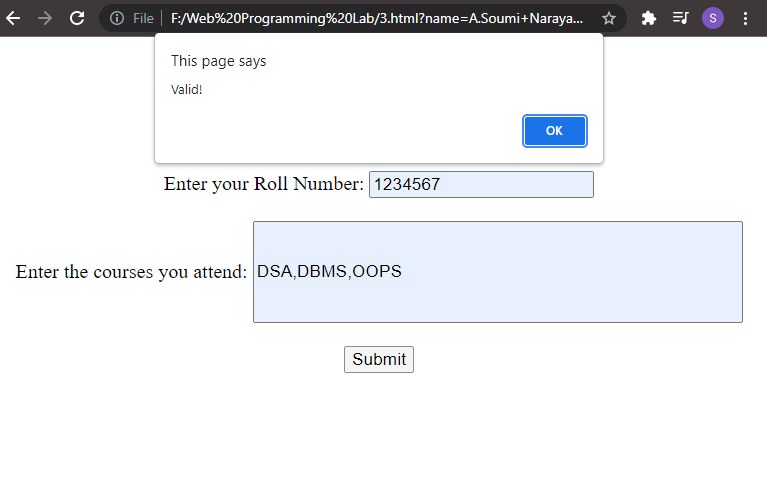 File F:/Web%20Programming%20Lab/3.html?name=A.Soumi+Naraya... S
This page says
Valid!
OK
Enter your Roll Number: 1234567
Enter the courses you attend: DSA,DBMS,OOPS
Submit